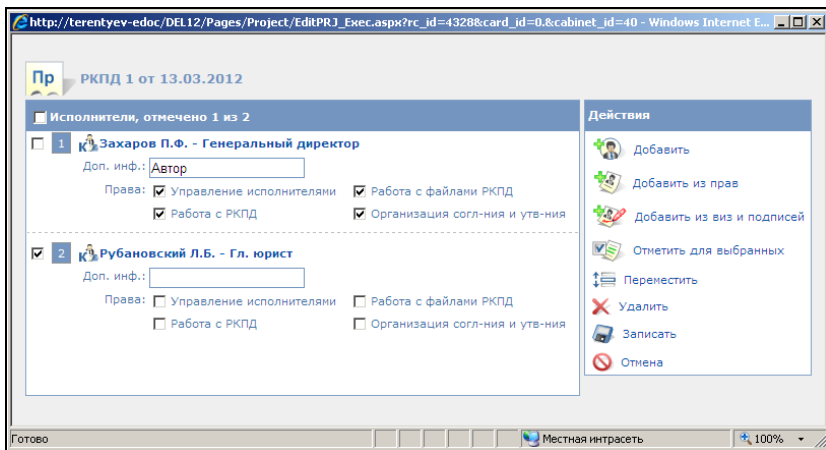 http://terentyev-edoc/DEL12/Pages/Project/EditPRJ_Exec.aspx?rc_id=4328&card_id=0.&cabinet_id=40 - Windows Internet E...
Пр РКПД 1 от 13.03.2012
Исполнители, отмечено 1 из 2
1 Захаров П.Ф. - Генеральный директор
Доп. инф.: Автор
Права: Управление исполнителями Работа с файлами РКПД
Работа с РКПД Организация согл-ния и утв-ния
2 Рубановский Л.Б. - Гл. юрист
Доп. инф.:
Права: Управление исполнителями Работа с файлами РКПД
Работа с РКПД Организация согл-ния и утв-ния
Действия
Добавить
Добавить из прав
Добавить из виз и подписей
Отметить для выбранных
Переместить
Удалить
Записать
Отмена
Готово Местная интрасеть 100%